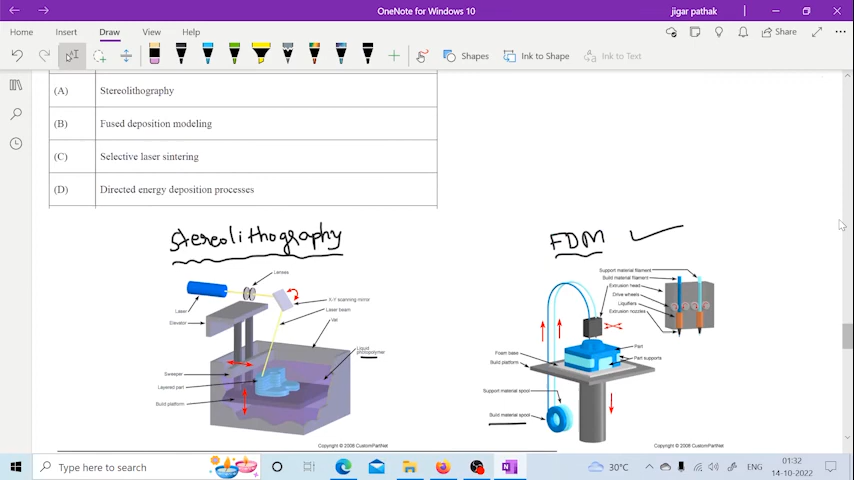 OneNote for Windows 10
jigar pathak
Home
Insert
Draw
View
Help
Share
Shapes
Ink to Shape
Ink to Text
(A) Stereolithography
(B) Fused deposition modeling
(C) Selective laser sintering
(D) Directed energy deposition processes
Stereolithography
Lenses
Laser
X-Y scanning mirror
Laser beam
Elevator
Vat
Liquid
photopolymer
Sweeper
Layered part
Build platform
Copyright © 2008 CustomPartNet
FDM
Support material filament
Build material filament
Extrusion head
Drive wheels
Liquifiers
Extrusion nozzles
Foam base
Build platform
Part
Part supports
Support material spool
Build material spool
Copyright © 2008 CustomPartNet
Type here to search
30°C
ENG
01:32
14-10-2022